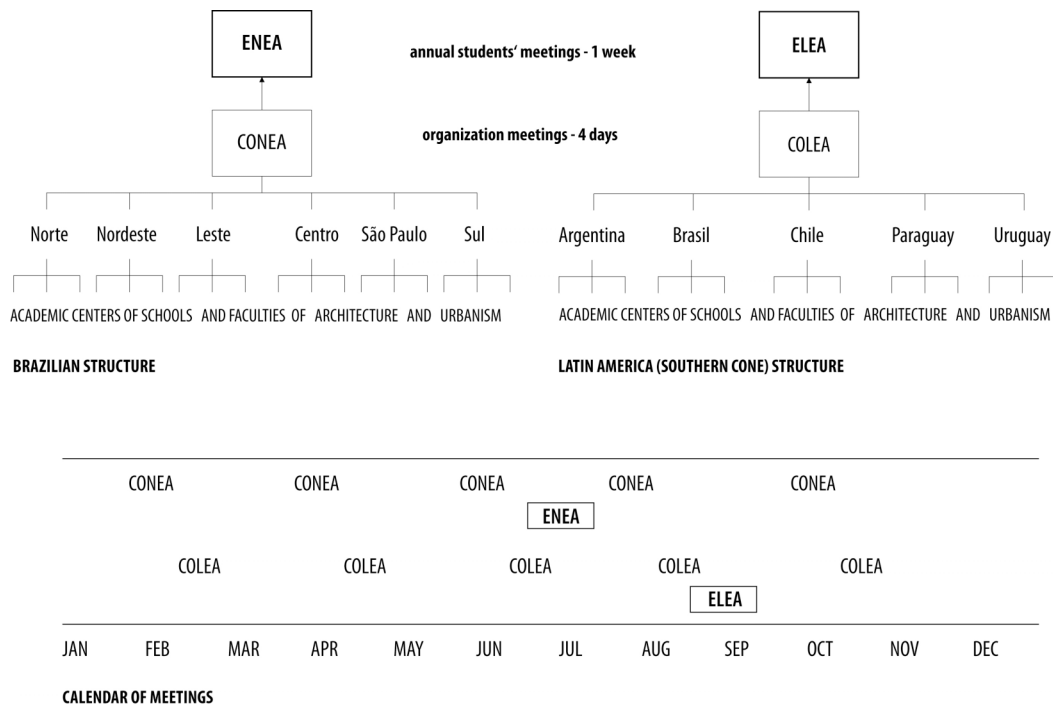 ENEA
annual students‘ meetings - 1 week
ELEA
CONEA
organization meetings - 4 days
COLEA
Norte Nordeste Leste Centro São Paulo Sul
Argentina Brasil Chile Paraguay Uruguay
ACADEMIC CENTERS OF SCHOOLS AND FACULTIES OF ARCHITECTURE AND URBANISM
ACADEMIC CENTERS OF SCHOOLS AND FACULTIES OF ARCHITECTURE AND URBANISM
BRAZILIAN STRUCTURE
LATIN AMERICA (SOUTHERN CONE) STRUCTURE
CONEA CONEA CONEA CONEA CONEA
ENEA
COLEA COLEA COLEA COLEA COLEA
ELEA
JAN FEB MAR APR MAY JUN JUL AUG SEP OCT NOV DEC
CALENDAR OF MEETINGS